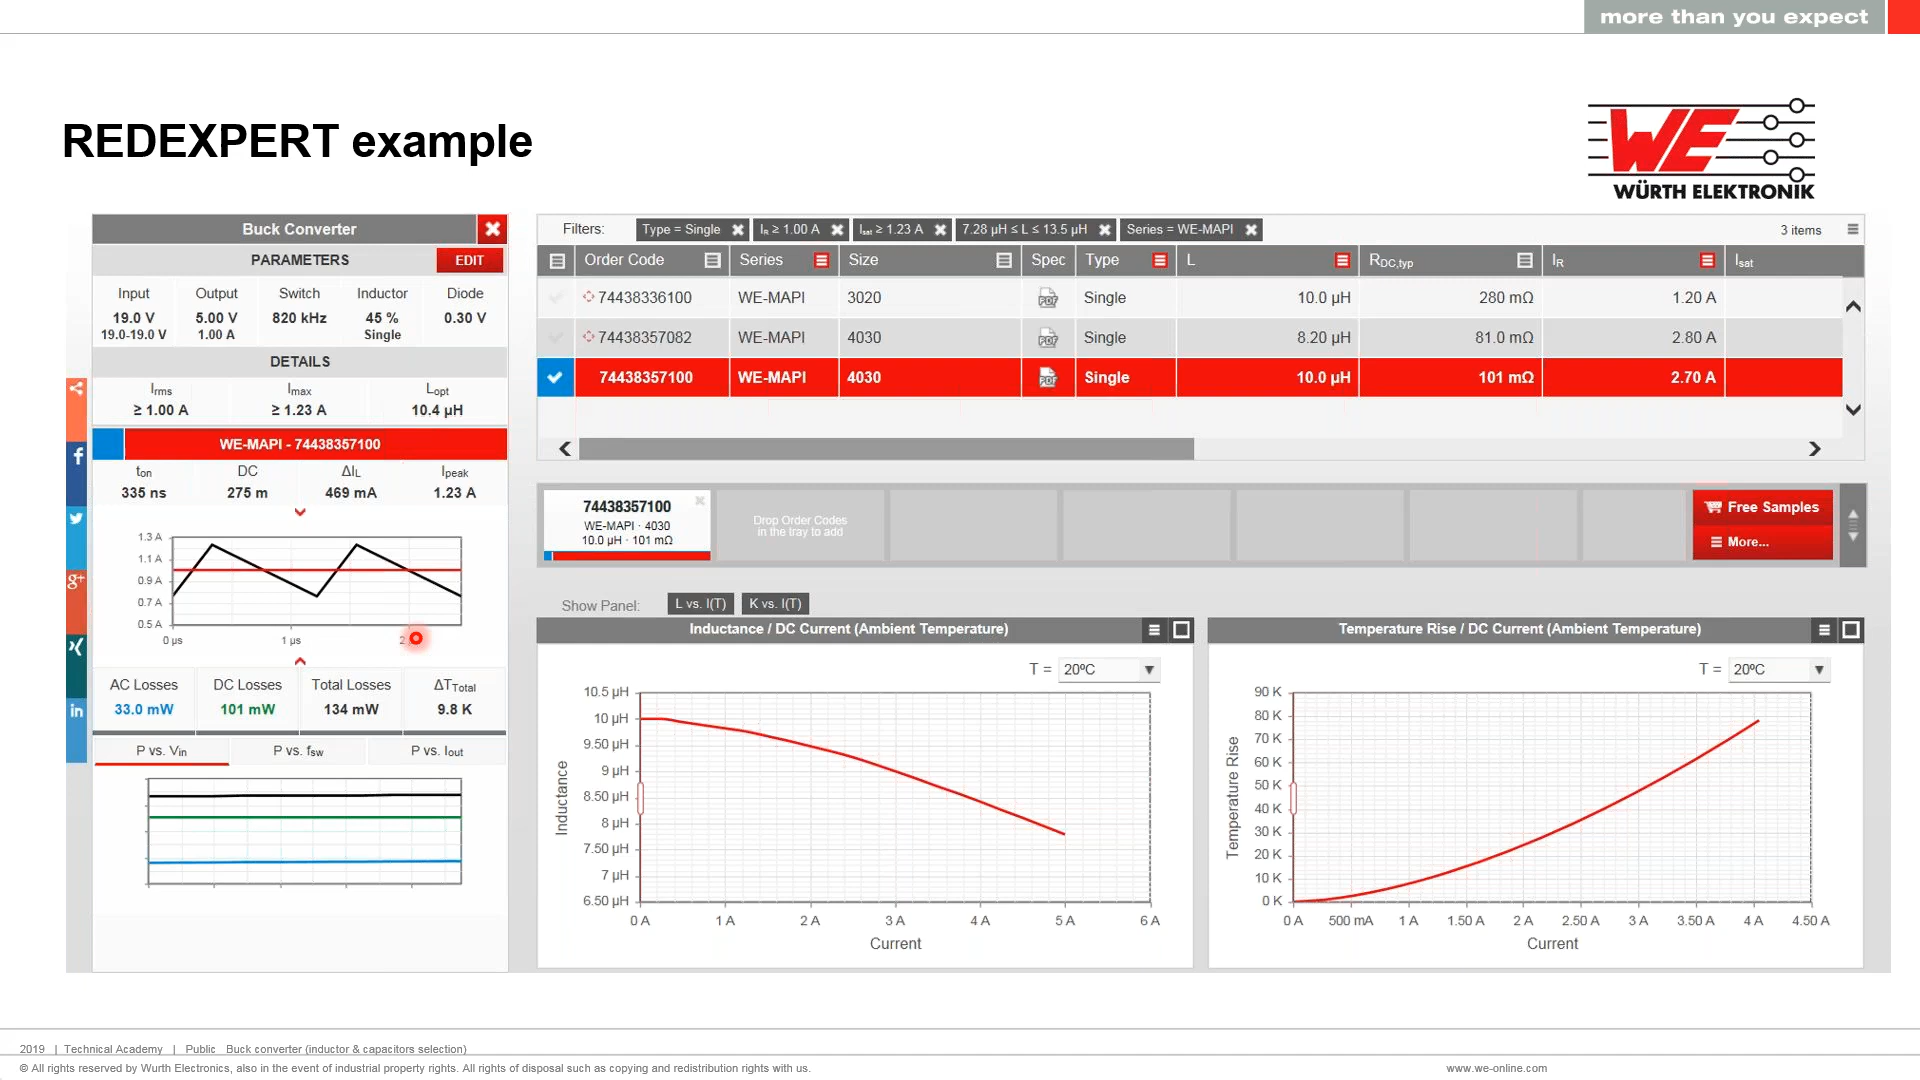 more than you expect
REDEXPERT example
WE
WÜRTH ELEKTRONIK
Buck Converter
PARAMETERS EDIT
Input Output Switch Inductor Diode
19.0 V 5.00 V 820 kHz 45 % 0.30 V
19.0-19.0 V 1.00 A Single
DETAILS
Irms Imax Lopt
≥ 1.00 A ≥ 1.23 A 10.4 µH
WE-MAPI - 74438357100
ton DC ΔIL Ipeak
335 ns 275 m 469 mA 1.23 A
1.3 A
1.1 A
0.9 A
0.7 A
0.5 A
0 µs 1 µs 2
AC Losses DC Losses Total Losses ΔTTotal
33.0 mW 101 mW 134 mW 9.8 K
P vs. Vin P vs. fsw P vs. Iout
Filters: Type = Single IR ≥ 1.00 A Isat ≥ 1.23 A 7.28 µH ≤ L ≤ 13.5 µH Series = WE-MAPI 3 items
Order Code Series Size Spec Type L RDC,typ IR Isat
74438336100 WE-MAPI 3020 PDF Single 10.0 µH 280 mΩ 1.20 A
74438357082 WE-MAPI 4030 PDF Single 8.20 µH 81.0 mΩ 2.80 A
74438357100 WE-MAPI 4030 PDF Single 10.0 µH 101 mΩ 2.70 A
74438357100
WE-MAPI · 4030
10.0 µH · 101 mΩ
Drop Order Codes
in the tray to add
Free Samples
More...
Show Panel: L vs. I(T) K vs. I(T)
Inductance / DC Current (Ambient Temperature)
T = 20ºC
10.5 µH
10 µH
9.50 µH
9 µH
8.50 µH
8 µH
7.50 µH
7 µH
6.50 µH
Inductance
0 A 1 A 2 A 3 A 4 A 5 A 6 A
Current
Temperature Rise / DC Current (Ambient Temperature)
T = 20ºC
90 K
80 K
70 K
60 K
50 K
40 K
30 K
20 K
10 K
0 K
Temperature Rise
0 A 500 mA 1 A 1.50 A 2 A 2.50 A 3 A 3.50 A 4 A 4.50 A
Current
f
g+
in
2019 | Technical Academy | Public Buck converter (inductor & capacitors selection)
© All rights reserved by Wurth Electronics, also in the event of industrial property rights. All rights of disposal such as copying and redistribution rights with us. www.we-online.com